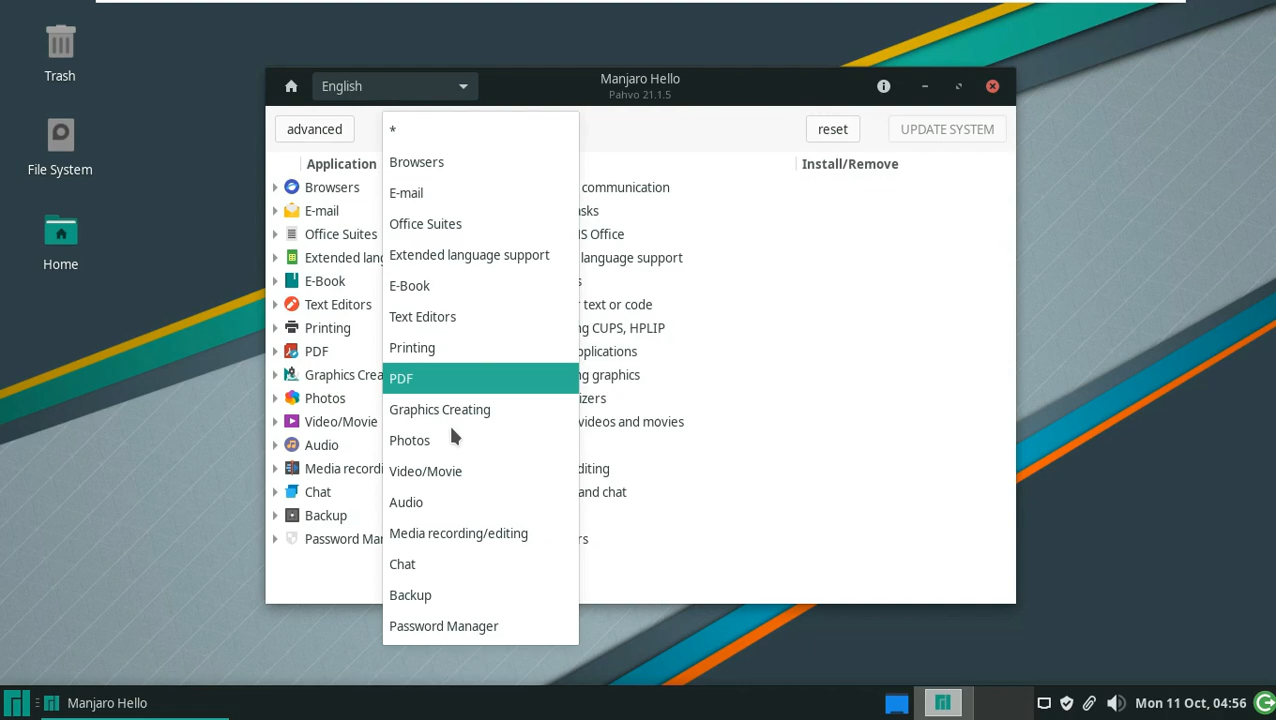 Trash
File System
Home
English
Manjaro Hello
Pahvo 21.1.5
advanced
reset
UPDATE SYSTEM
Application
Install/Remove
Browsers
communication
E-mail
asks
Office Suites
MS Office
Extended lang
language support
E-Book
s
Text Editors
r text or code
Printing
ng CUPS, HPLIP
PDF
pplications
Graphics Crea
ng graphics
Photos
izers
Video/Movie
videos and movies
Audio
Media recordi
diting
Chat
and chat
Backup
Password Man
rs
*
Browsers
E-mail
Office Suites
Extended language support
E-Book
Text Editors
Printing
PDF
Graphics Creating
Photos
Video/Movie
Audio
Media recording/editing
Chat
Backup
Password Manager
Manjaro Hello
Mon 11 Oct, 04:56